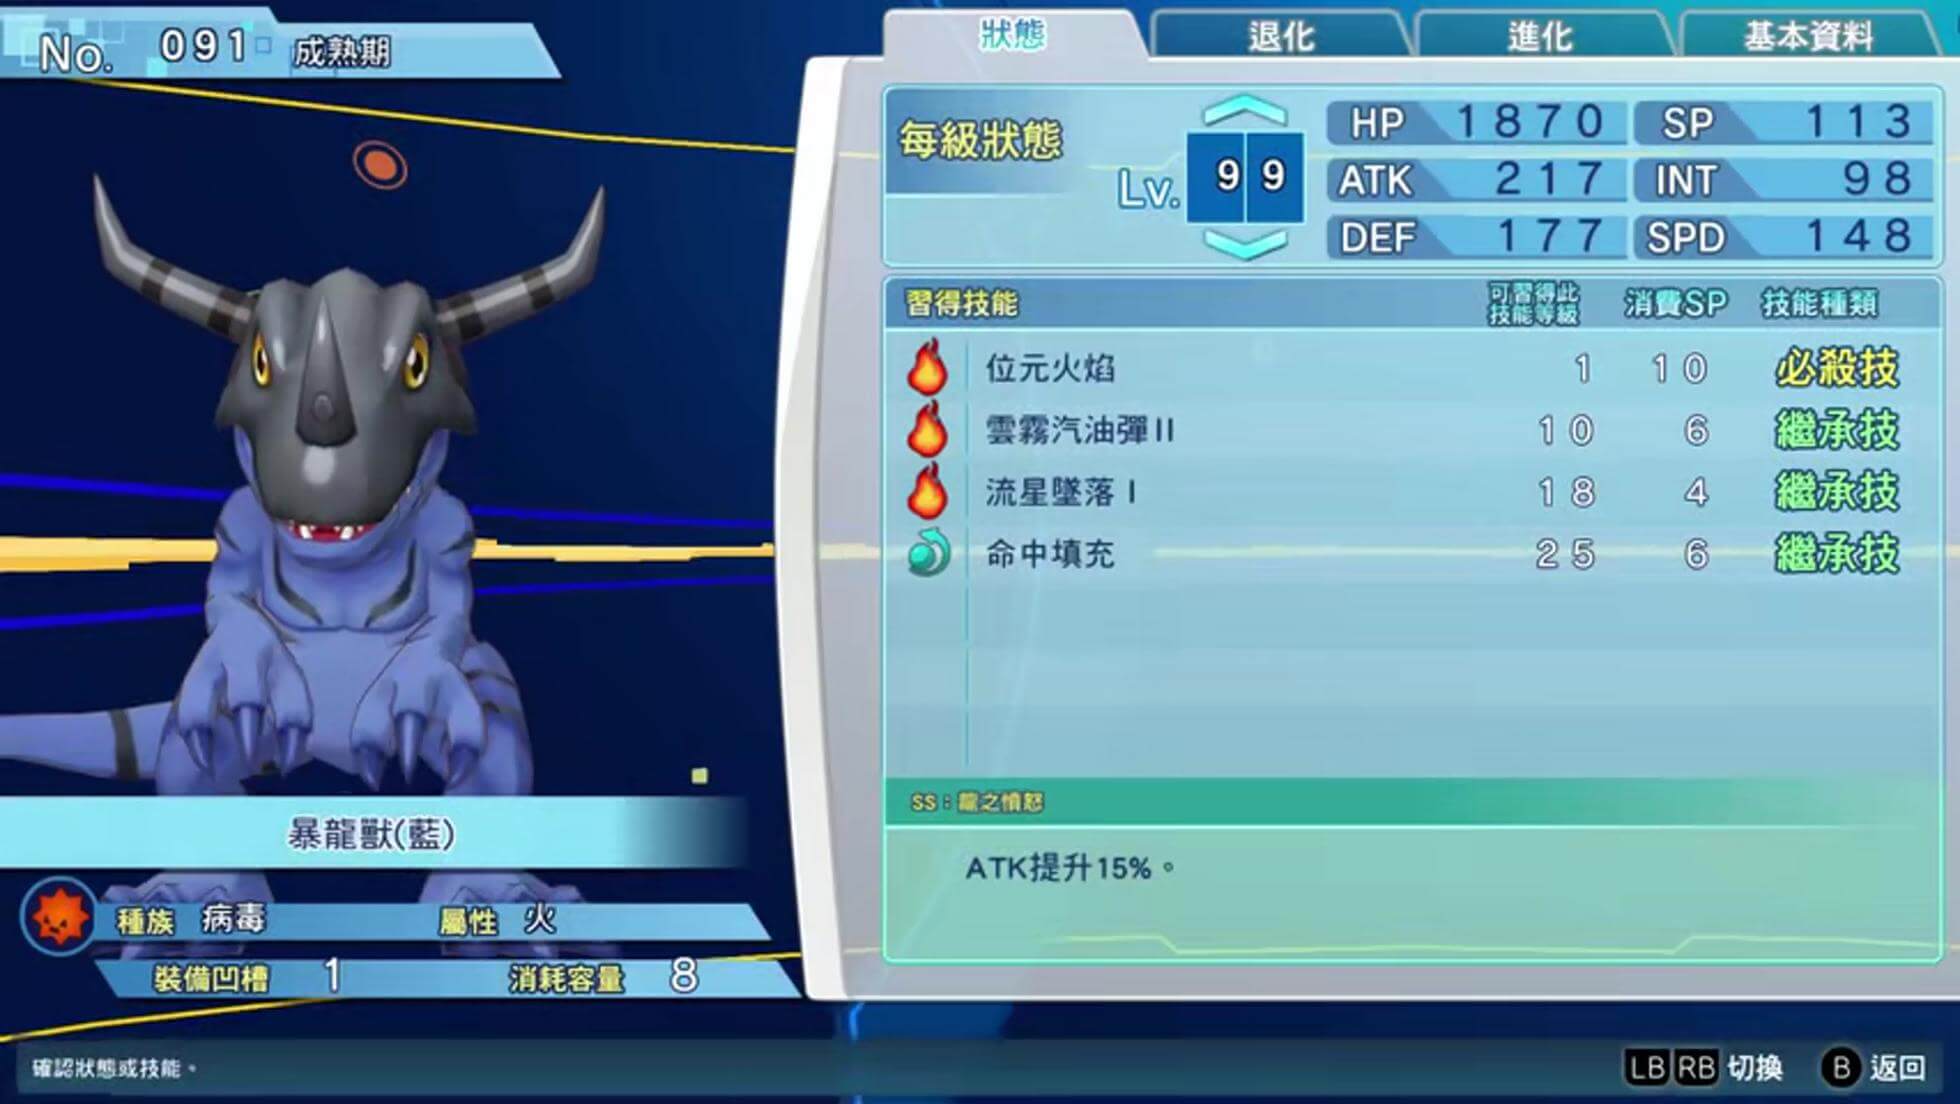 No. 091 成熟期
狀態 退化 進化 基本資料
每級狀態
Lv. 99
HP 1870 SP 113
ATK 217 INT 98
DEF 177 SPD 148
習得技能 可習得此技能等級 消費SP 技能種類
位元火焰 1 10 必殺技
雲霧汽油彈II 10 6 繼承技
流星墜落I 18 4 繼承技
命中填充 25 6 繼承技
SS：龍之憤怒
ATK提升15%。
暴龍獸(藍)
種族 病毒 屬性 火
裝備凹槽 1 消耗容量 8
確認狀態或技能。
LB RB 切換 B 返回